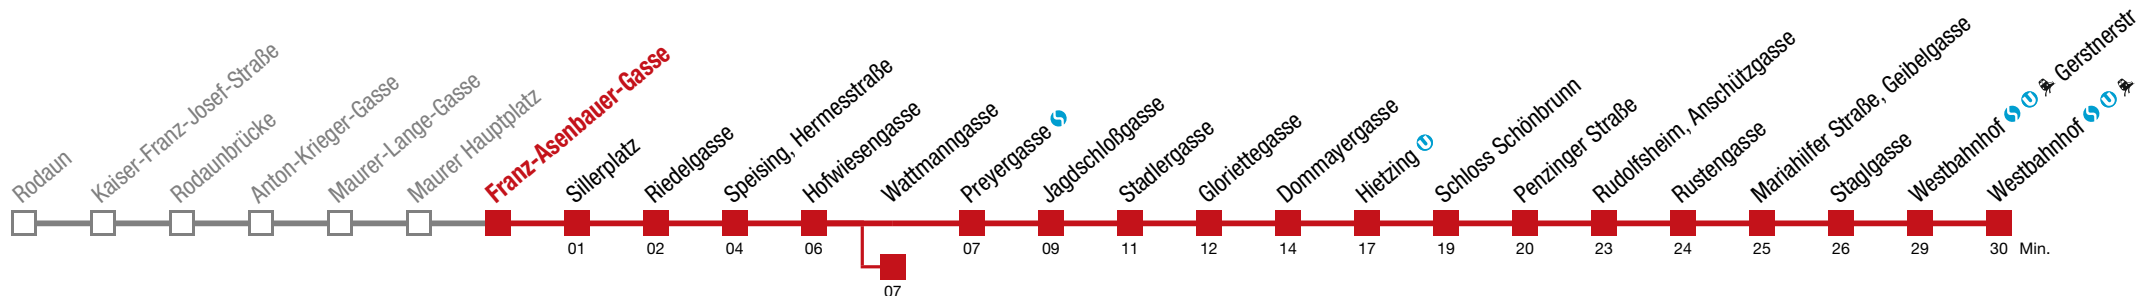 Rodaun
Kaiser-Franz-Josef-Straße
Rodaunbrücke
Anton-Krieger-Gasse
Maurer-Lange-Gasse
Maurer Hauptplatz
Franz-Asenbauer-Gasse
Sillerplatz
Riedelgasse
Speising, Hermesstraße
Hofwiesengasse
Wattmanngasse
Preyergasse S
Jagdschloßgasse
Stadlergasse
Gloriettegasse
Dommayergasse
Hietzing U
Schloss Schönbrunn
Penzinger Straße
Rudolfsheim, Anschützgasse
Rustengasse
Mariahilfer Straße, Geibelgasse
Staglgasse
Westbahnhof S U Gerstnerstr
Westbahnhof S U
01 02 04 06 07 09 11 12 14 17 19 20 23 24 25 26 29 30 Min.
07